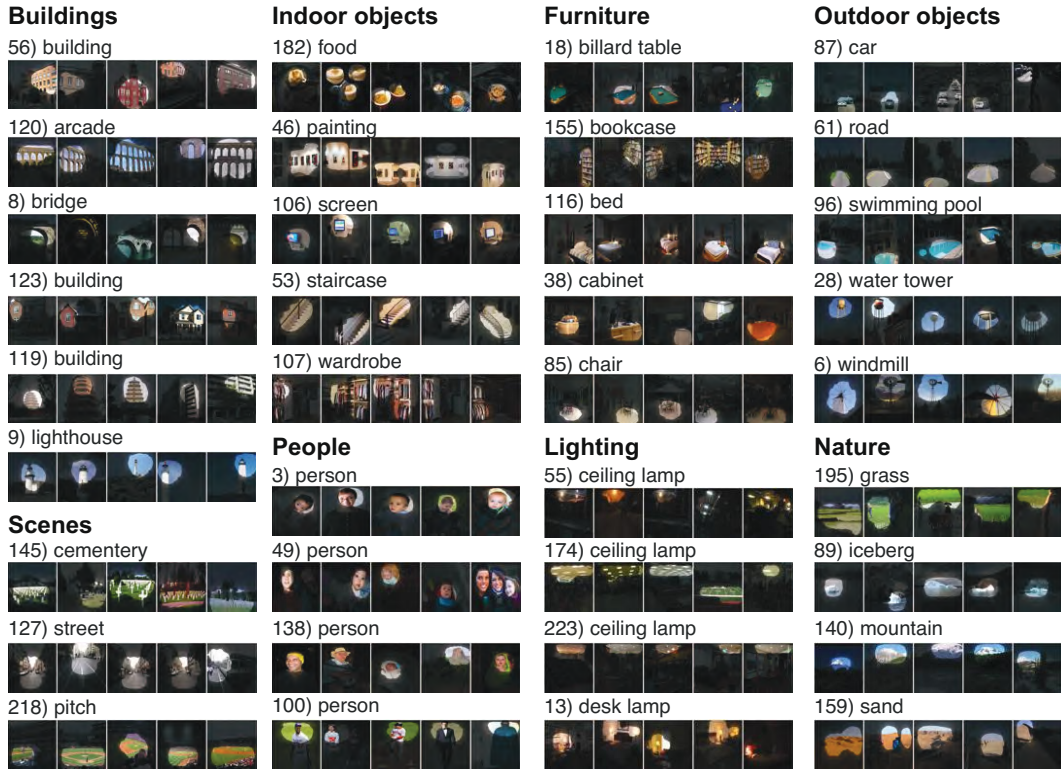 Buildings
56) building
120) arcade
8) bridge
123) building
119) building
9) lighthouse
Scenes
145) cementery
127) street
218) pitch
Indoor objects
182) food
46) painting
106) screen
53) staircase
107) wardrobe
People
3) person
49) person
138) person
100) person
Furniture
18) billard table
155) bookcase
116) bed
38) cabinet
85) chair
Lighting
55) ceiling lamp
174) ceiling lamp
223) ceiling lamp
13) desk lamp
Outdoor objects
87) car
61) road
96) swimming pool
28) water tower
6) windmill
Nature
195) grass
89) iceberg
140) mountain
159) sand